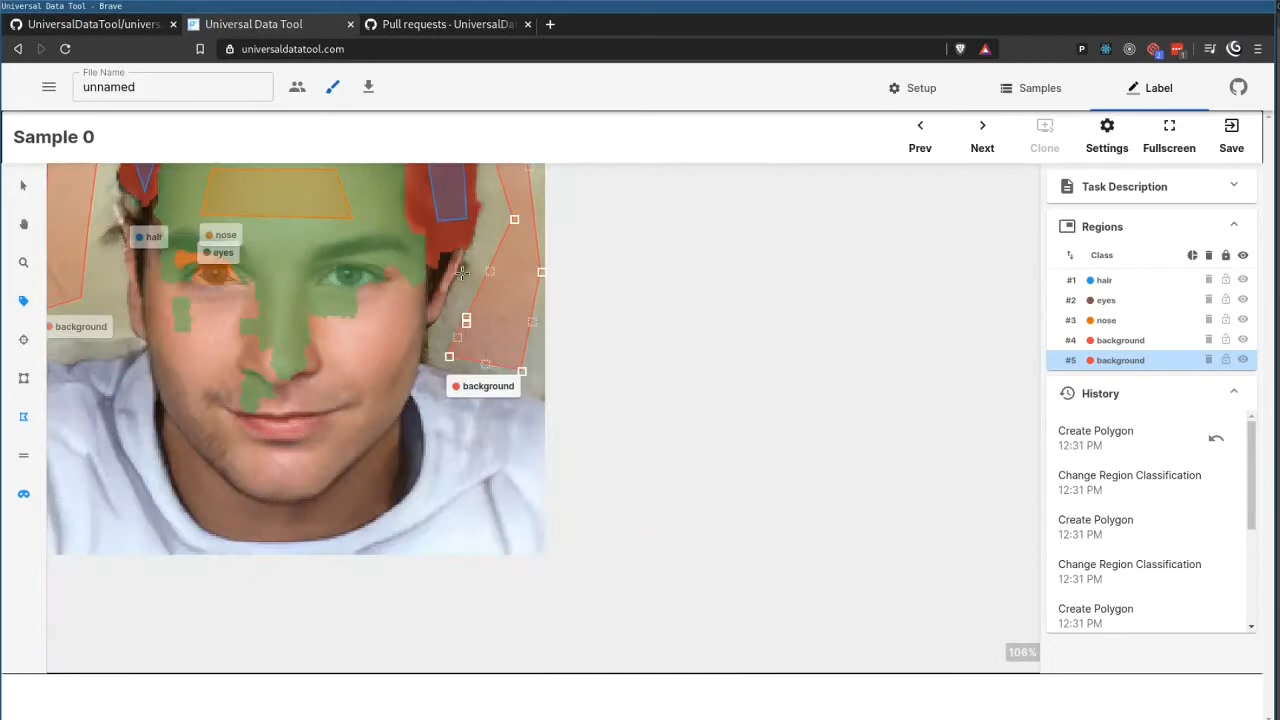 Universal Data Tool - Brave
UniversalDataTool/univers
Universal Data Tool
Pull requests · UniversalDa
universaldatatool.com
P
2
1
File Name
unnamed
Setup
Samples
Label
Sample 0
Prev
Next
Clone
Settings
Fullscreen
Save
hair
nose
eyes
background
background
Task Description
Regions
Class
#1 hair
#2 eyes
#3 nose
#4 background
#5 background
History
Create Polygon
12:31 PM
Change Region Classification
12:31 PM
Create Polygon
12:31 PM
Change Region Classification
12:31 PM
Create Polygon
12:31 PM
106%